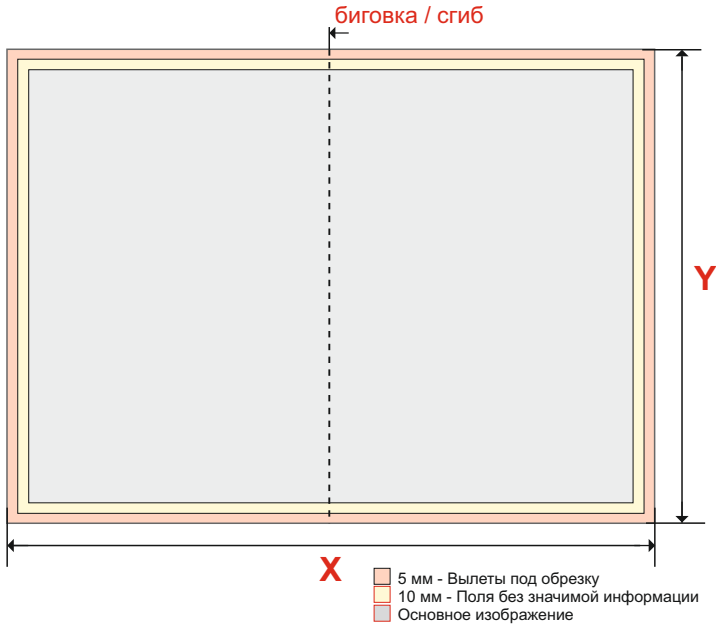 биговка / сгиб
Y
X
5 мм - Вылеты под обрезку
10 мм - Поля без значимой информации
Основное изображение